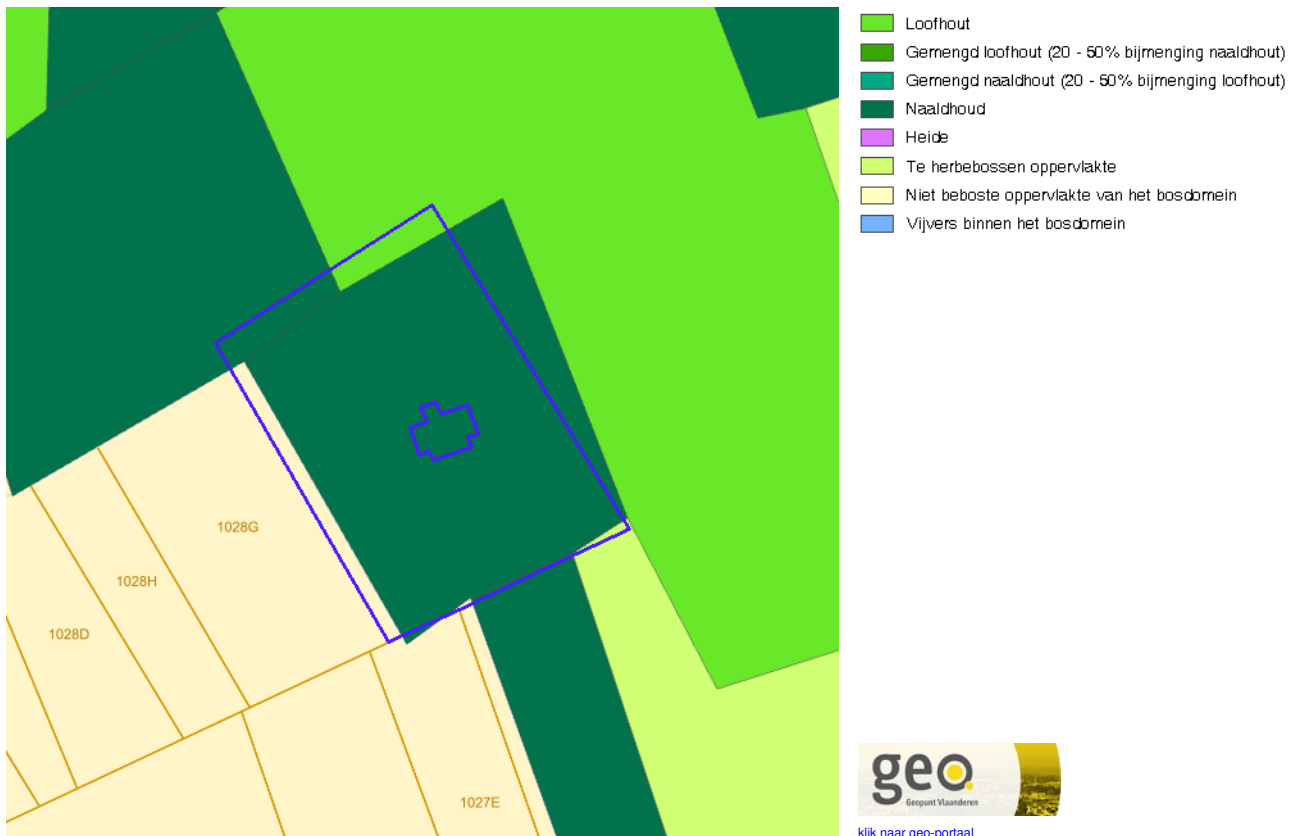 Loofhout
Gemengd loofhout (20 - 50% bijmenging naaldhout)
Gemengd naaldhout (20 - 50% bijmenging loofhout)
Naaldhoud
Heide
Te herbebossen oppervlakte
Niet beboste oppervlakte van het bosdomein
Vijvers binnen het bosdomein
1028G
1028H
1028D
1027E
geo.
Geopunt Vlaanderen
klik naar geo-portaal